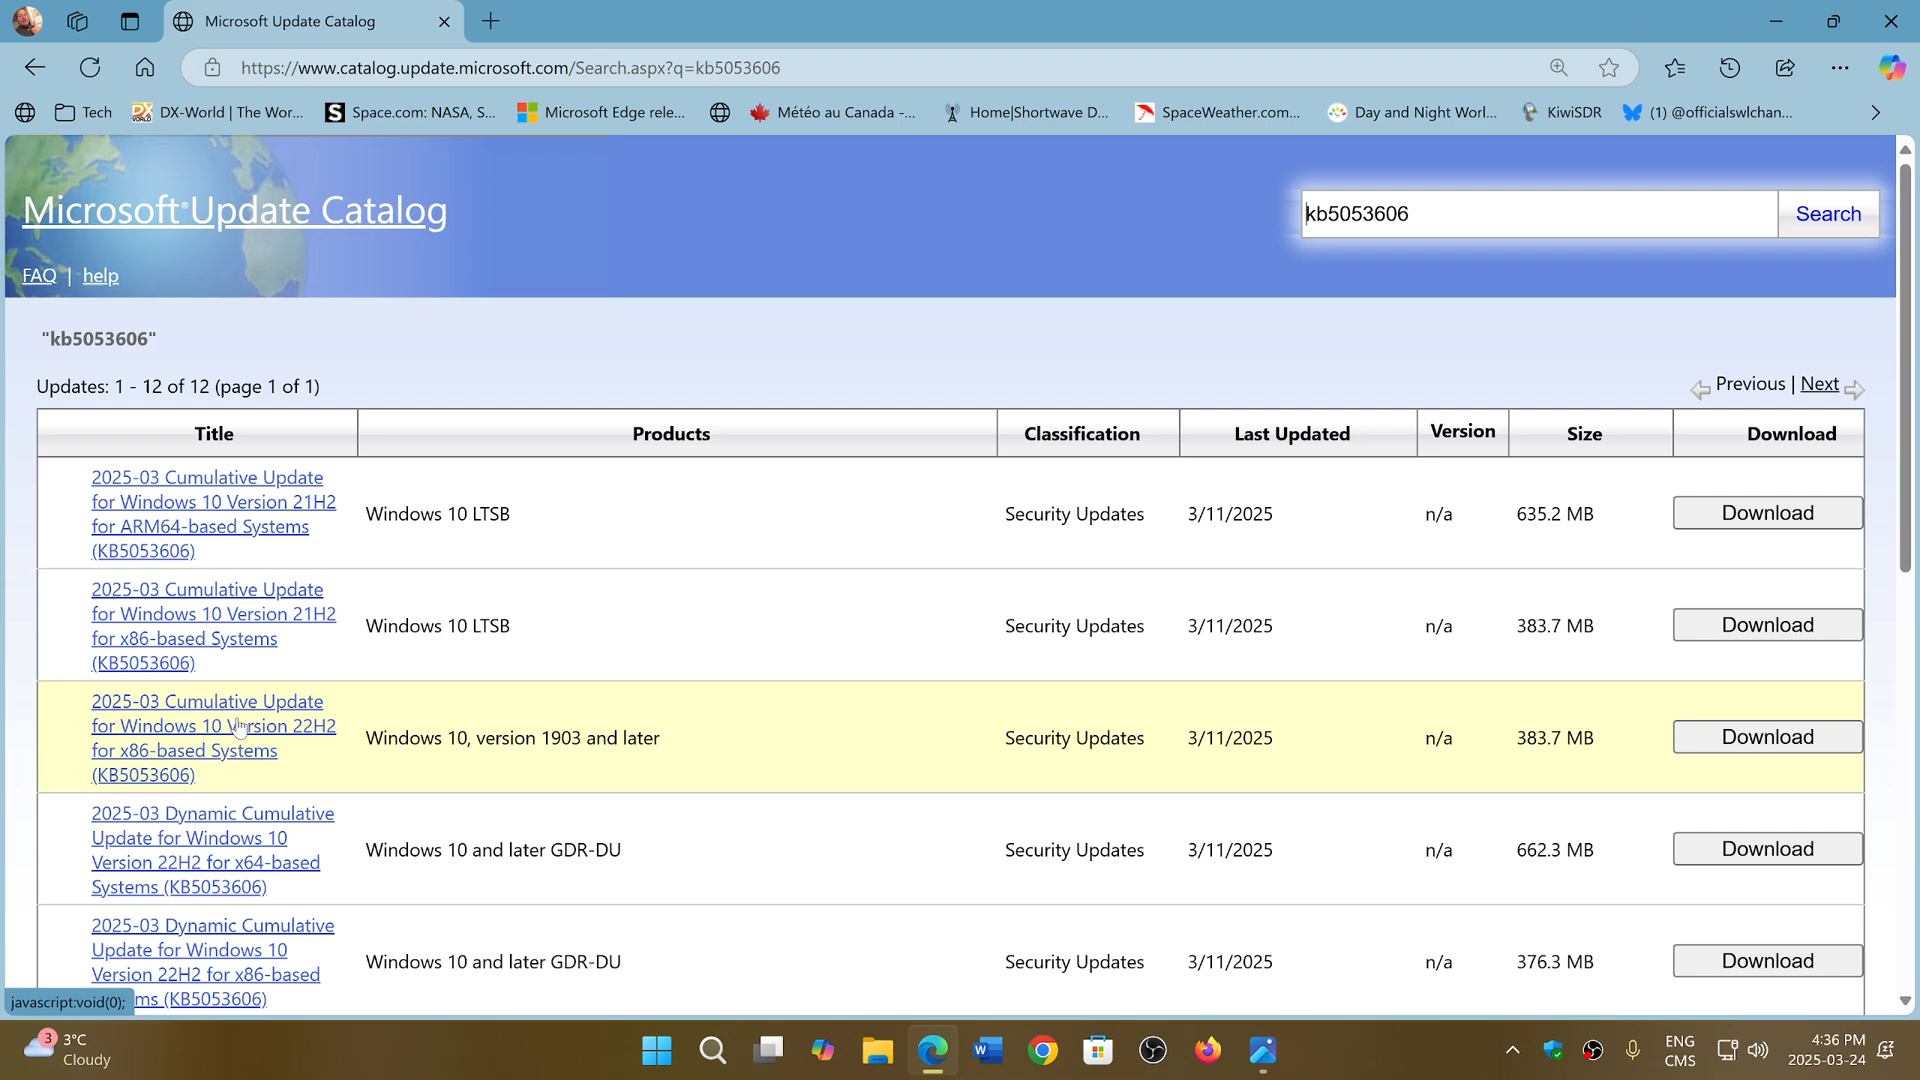 Microsoft Update Catalog
https://www.catalog.update.microsoft.com/Search.aspx?q=kb5053606
Tech
DX-World | The Wor...
Space.com: NASA, S...
Microsoft Edge rele...
Météo au Canada -...
Home|Shortwave D...
SpaceWeather.com...
Day and Night Worl...
KiwiSDR
(1) @officialswlchan...
Microsoft®Update Catalog
kb5053606
Search
FAQ | help
"kb5053606"
Updates: 1 - 12 of 12 (page 1 of 1)
Previous | Next
Title Products Classification Last Updated Version Size Download
2025-03 Cumulative Update
for Windows 10 Version 21H2
for ARM64-based Systems
(KB5053606)
Windows 10 LTSB Security Updates 3/11/2025 n/a 635.2 MB Download
2025-03 Cumulative Update
for Windows 10 Version 21H2
for x86-based Systems
(KB5053606)
Windows 10 LTSB Security Updates 3/11/2025 n/a 383.7 MB Download
2025-03 Cumulative Update
for Windows 10 Version 22H2
for x86-based Systems
(KB5053606)
Windows 10, version 1903 and later Security Updates 3/11/2025 n/a 383.7 MB Download
2025-03 Dynamic Cumulative
Update for Windows 10
Version 22H2 for x64-based
Systems (KB5053606)
Windows 10 and later GDR-DU Security Updates 3/11/2025 n/a 662.3 MB Download
2025-03 Dynamic Cumulative
Update for Windows 10
Version 22H2 for x86-based
ms (KB5053606)
Windows 10 and later GDR-DU Security Updates 3/11/2025 n/a 376.3 MB Download
javascript:void(0);
3
3°C
Cloudy
ENG
CMS
4:36 PM
2025-03-24